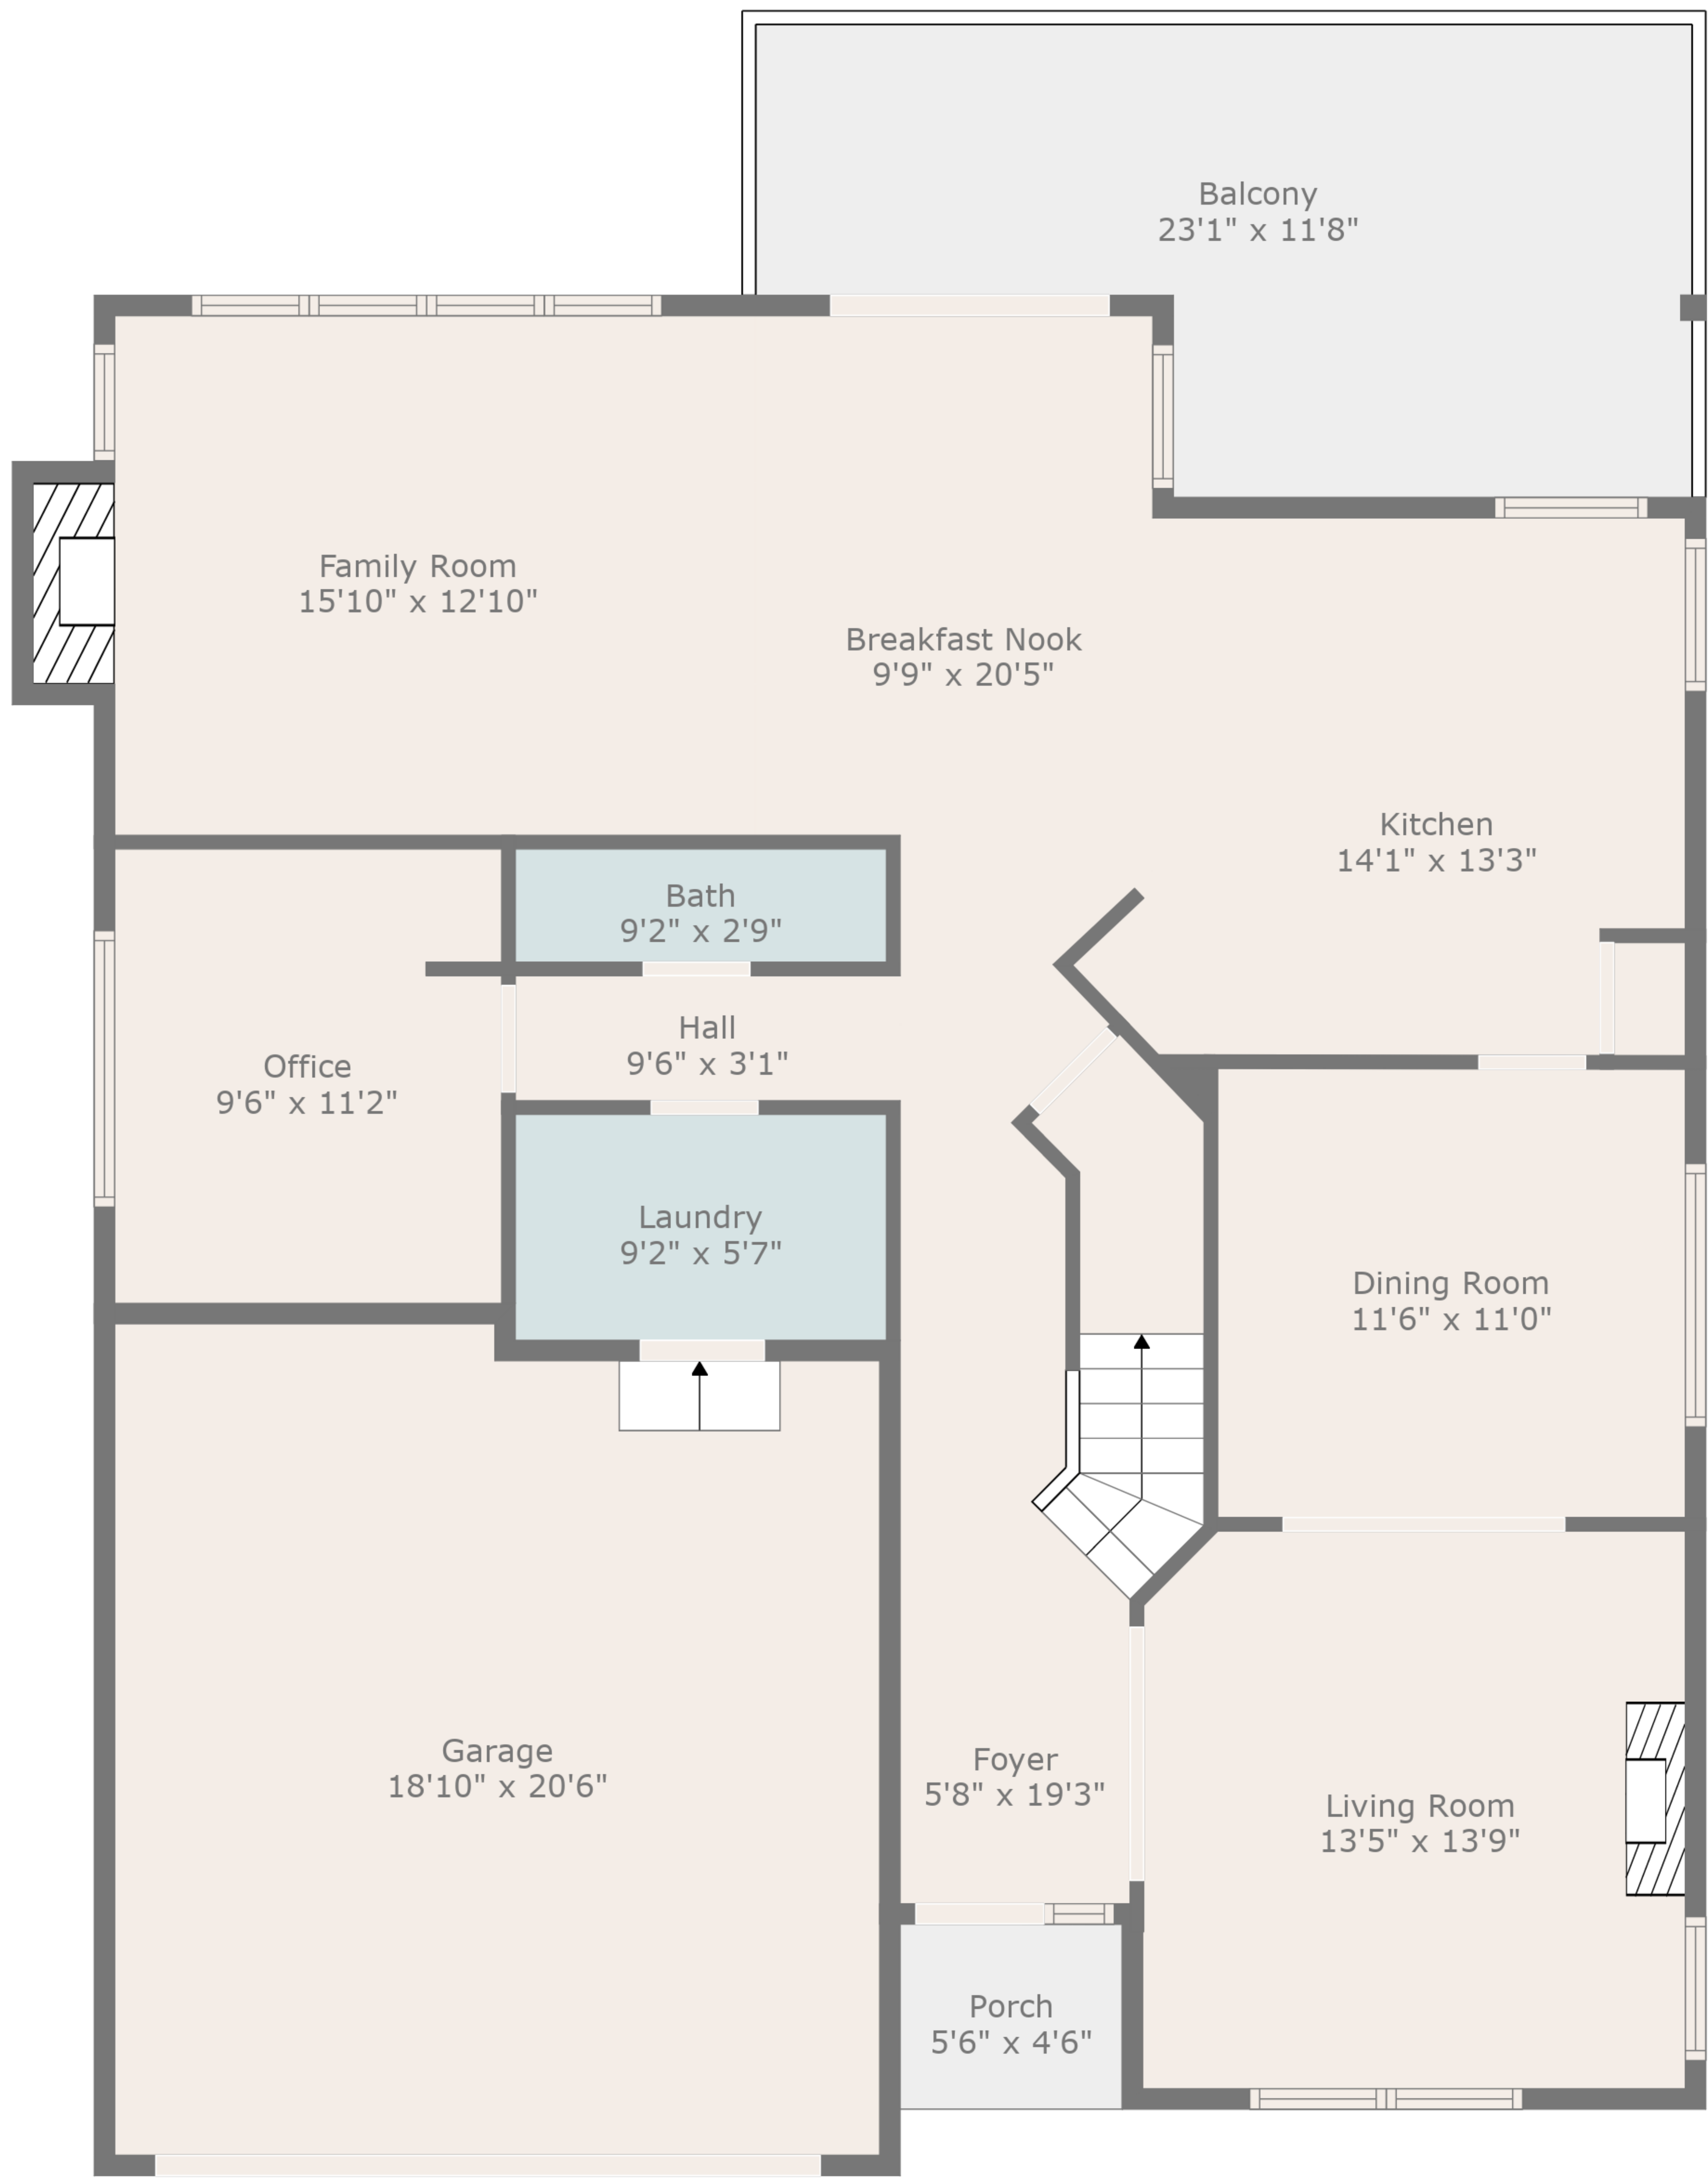 Balcony
23'1" x 11'8"
Family Room
15'10" x 12'10"
Breakfast Nook
9'9" x 20'5"
Kitchen
14'1" x 13'3"
Bath
9'2" x 2'9"
Hall
9'6" x 3'1"
Office
9'6" x 11'2"
Laundry
9'2" x 5'7"
Dining Room
11'6" x 11'0"
Garage
18'10" x 20'6"
Foyer
5'8" x 19'3"
Living Room
13'5" x 13'9"
Porch
5'6" x 4'6"